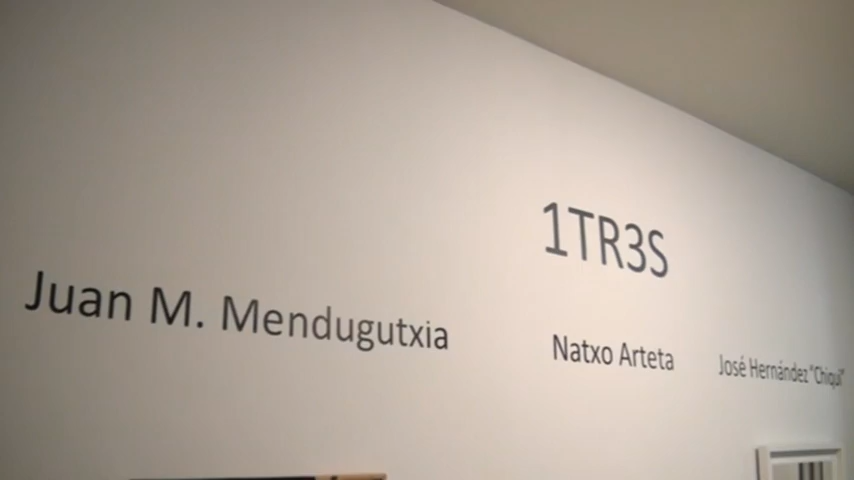 1TR3S
Juan M. Mendugutxia
Natxo Arteta
José Hernández "Chiqui"